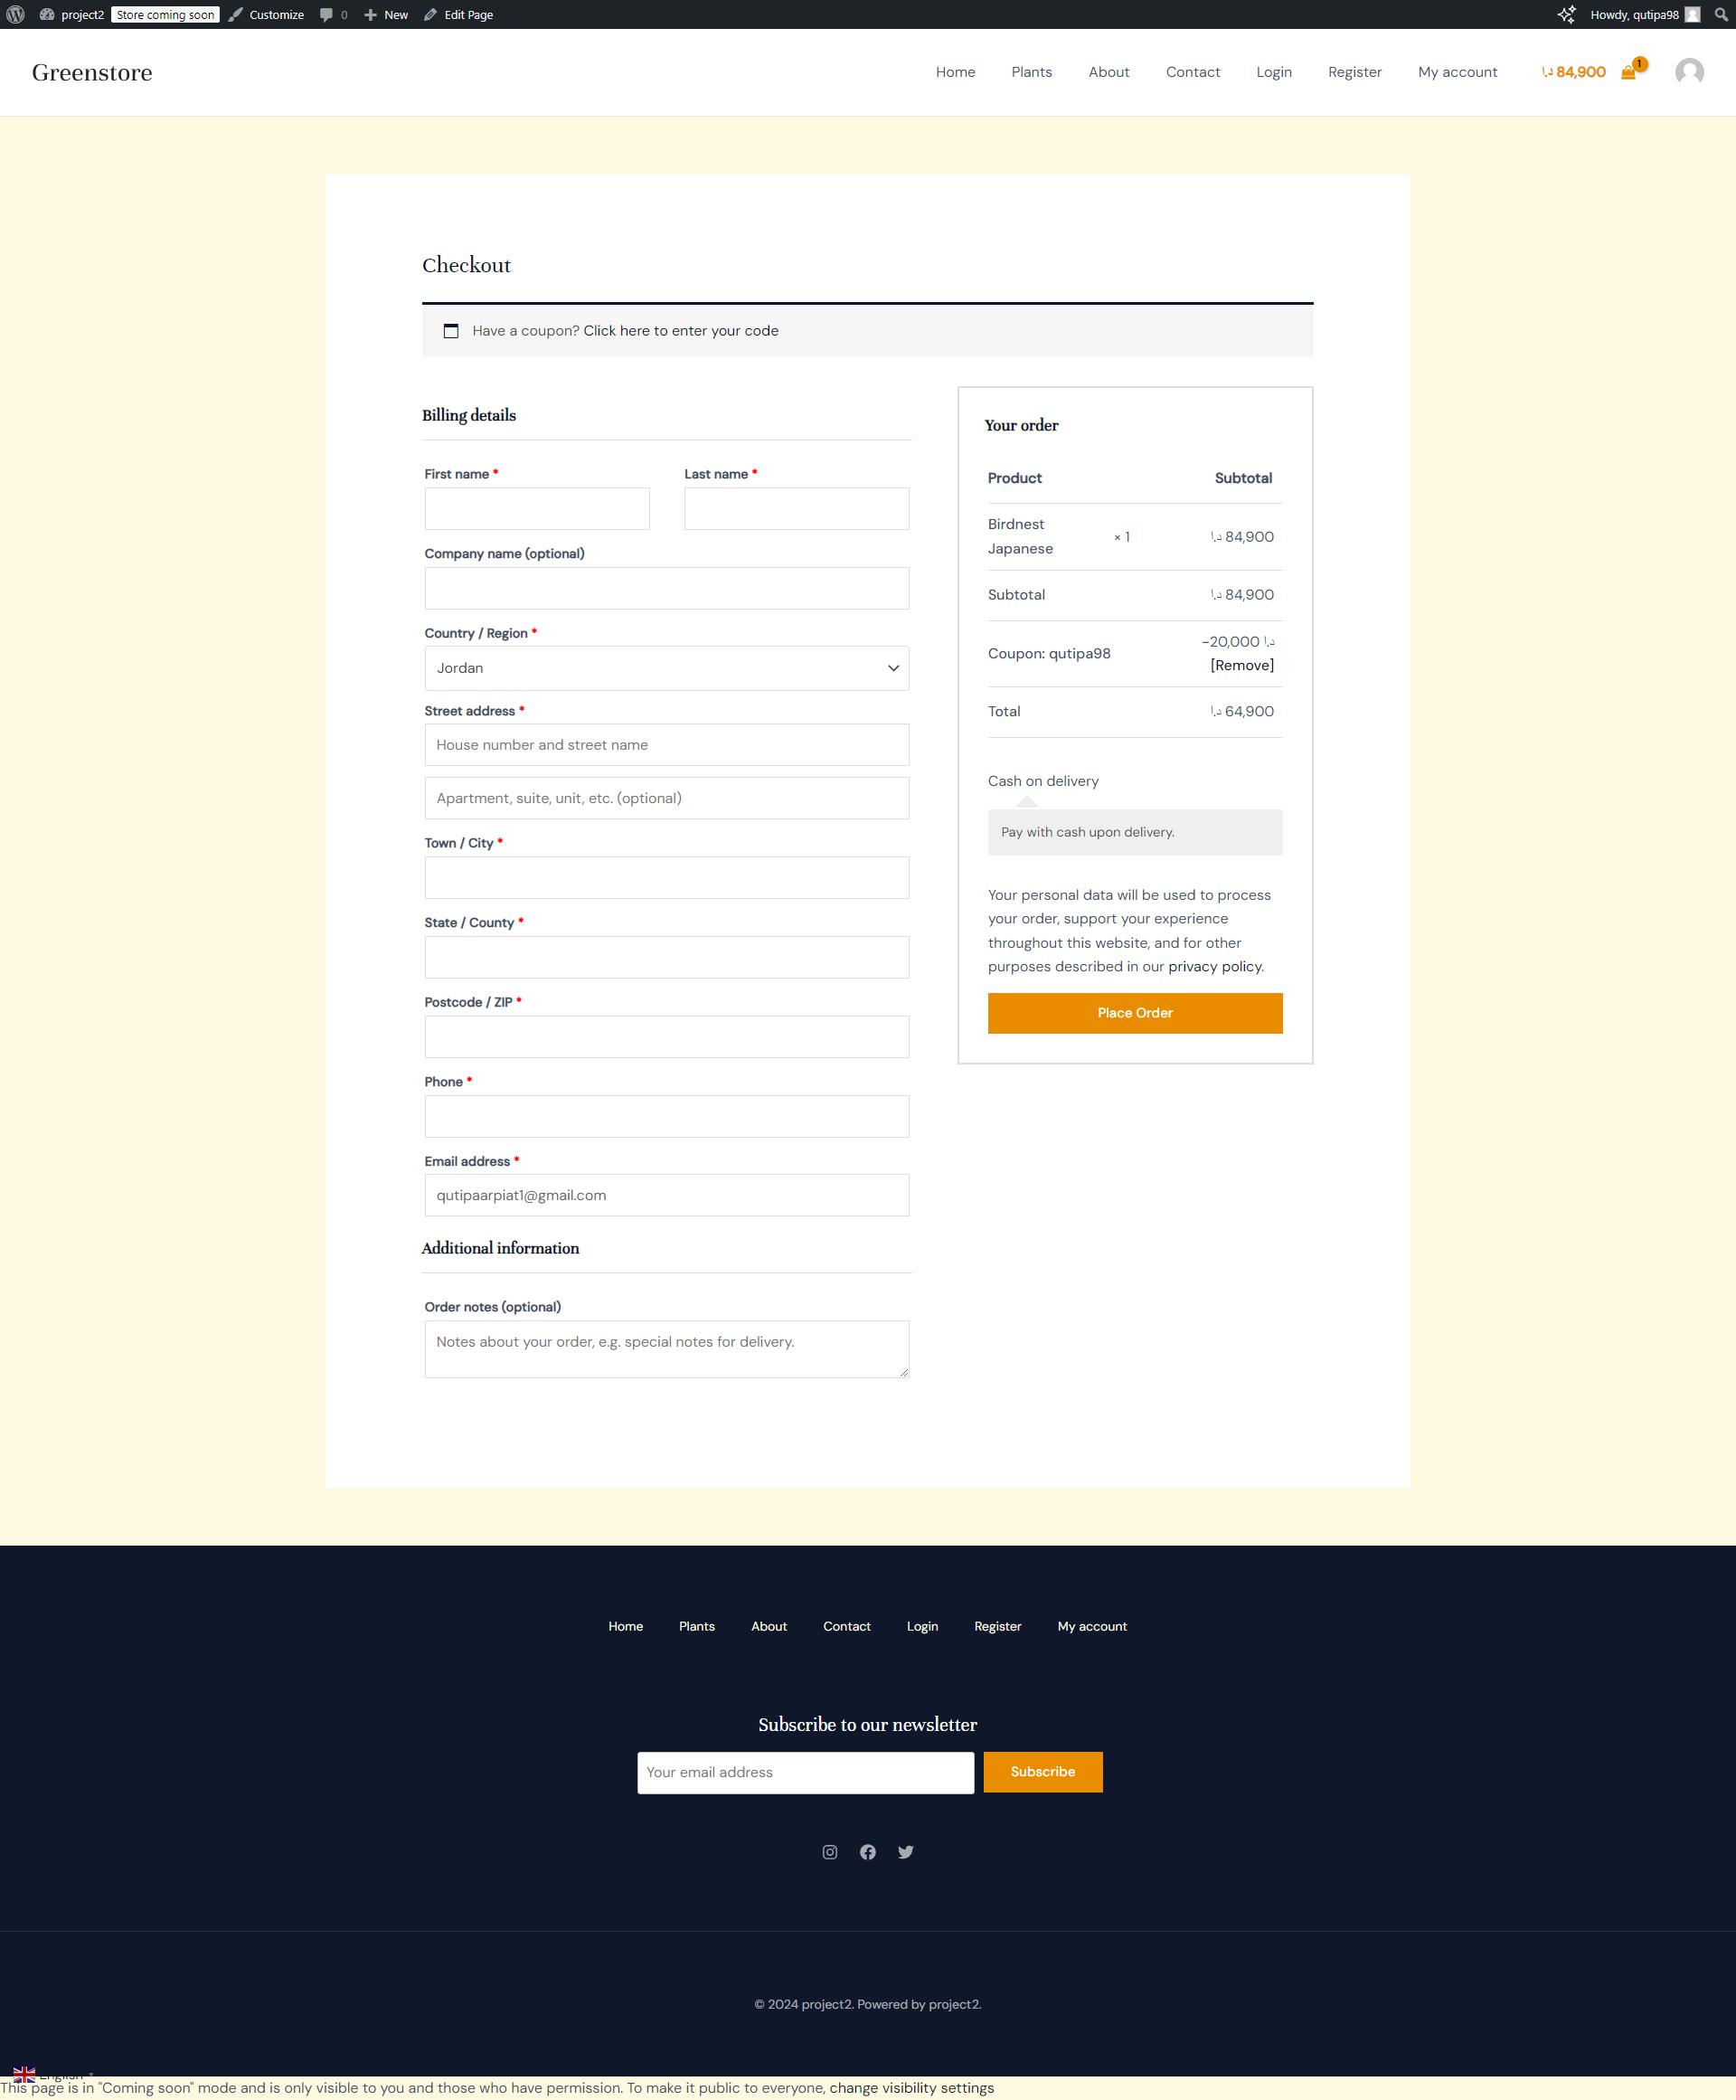 project2 Store coming soon Customize 0 New Edit Page Howdy, qutipa98
Greenstore Home Plants About Contact Login Register My account د.ا 84,900 1
Checkout
Have a coupon? Click here to enter your code
Billing details
First name * Last name *
Company name (optional)
Country / Region *
Jordan
Street address *
House number and street name
Apartment, suite, unit, etc. (optional)
Town / City *
State / County *
Postcode / ZIP *
Phone *
Email address *
qutipaarpiat1@gmail.com
Additional information
Order notes (optional)
Notes about your order, e.g. special notes for delivery.
Your order
Product Subtotal
Birdnest
Japanese × 1 د.ا 84,900
Subtotal د.ا 84,900
Coupon: qutipa98 -20,000 د.ا
[Remove]
Total د.ا 64,900
Cash on delivery
Pay with cash upon delivery.
Your personal data will be used to process
your order, support your experience
throughout this website, and for other
purposes described in our privacy policy.
Place Order
Home Plants About Contact Login Register My account
Subscribe to our newsletter
Your email address Subscribe
© 2024 project2. Powered by project2.
English
This page is in "Coming soon" mode and is only visible to you and those who have permission. To make it public to everyone, change visibility settings